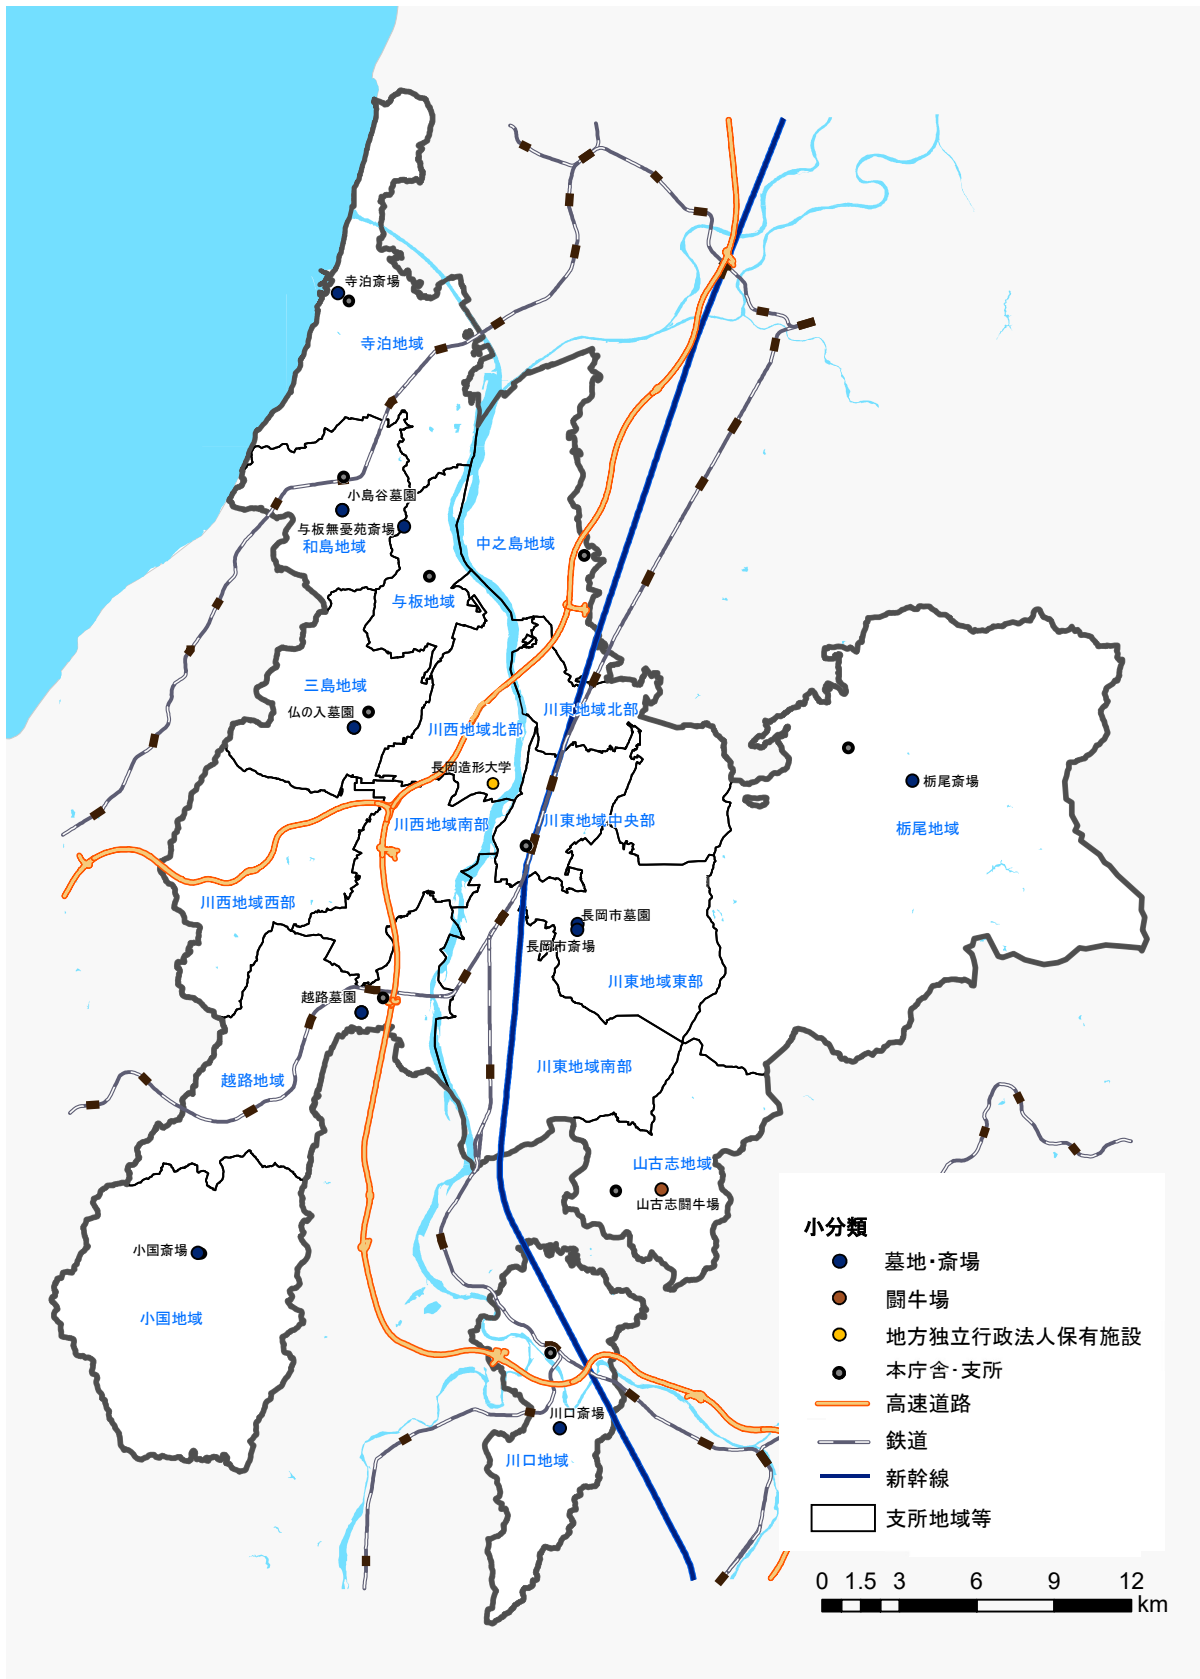 寺泊斎場
寺泊地域
小島谷墓園
与板無憂苑斎場
和島地域
中之島地域
与板地域
三島地域
仏の入墓園
川東地域北部
川西地域北部
長岡造形大学
栃尾斎場
川西地域南部
川東地域中央部
栃尾地域
川西地域西部
長岡市墓園
長岡市斎場
川東地域東部
越路墓園
川東地域南部
越路地域
山古志地域
山古志闘牛場
小国斎場
小国地域
川口斎場
川口地域
小分類
墓地・斎場
闘牛場
地方独立行政法人保有施設
本庁舎・支所
高速道路
鉄道
新幹線
支所地域等
0 1.5 3 6 9 12
km